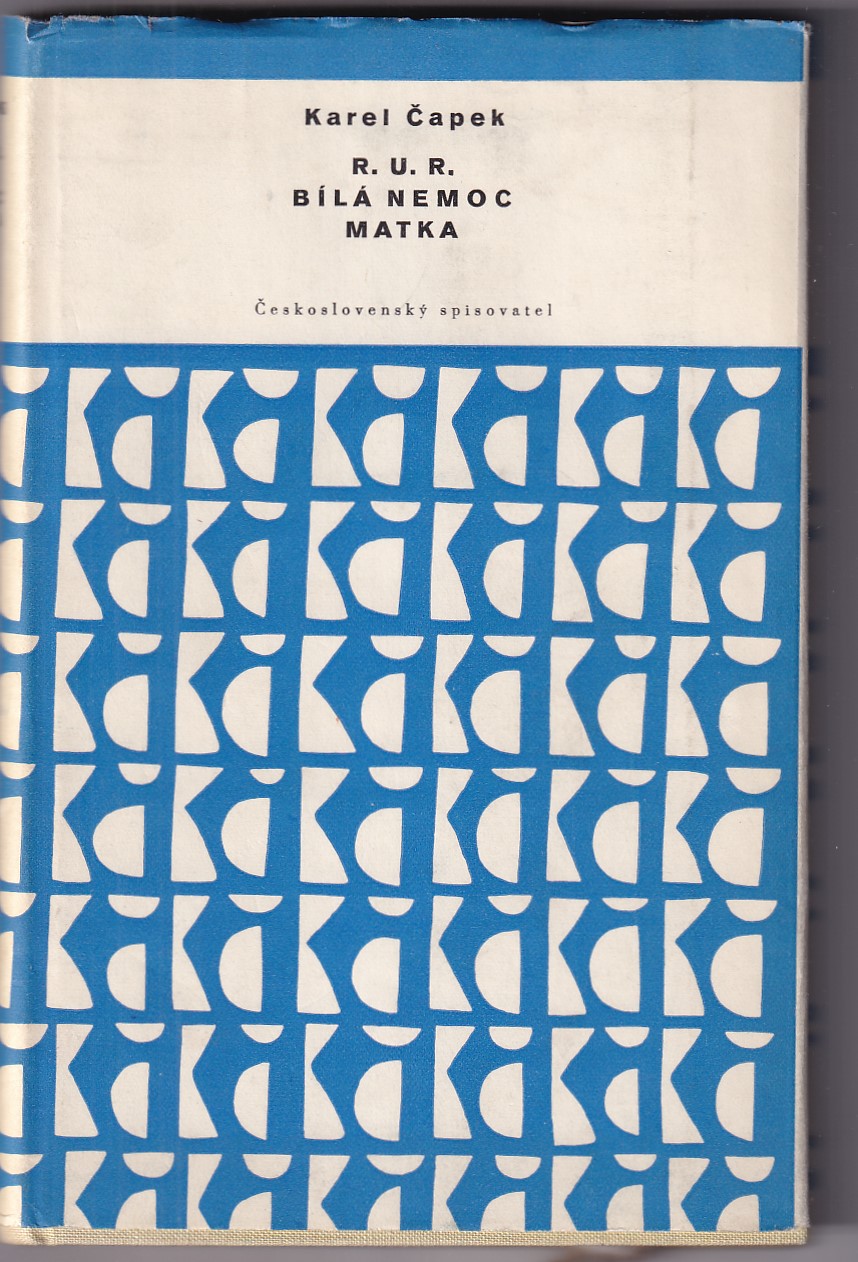 Karel Čapek
R. U. R.
BÍLÁ NEMOC
MATKA
Československý spisovatel